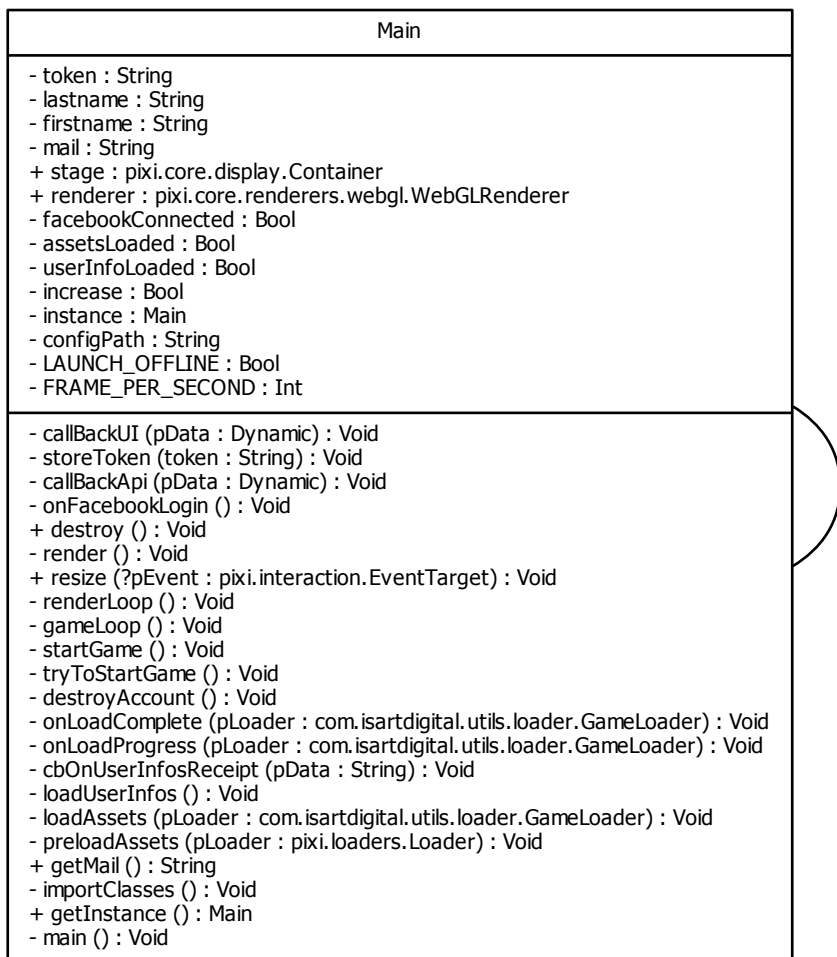 Main
- token : String
- lastname : String
- firstname : String
- mail : String
+ stage : pixi.core.display.Container
+ renderer : pixi.core.renderers.webgl.WebGLRenderer
- facebookConnected : Bool
- assetsLoaded : Bool
- userInfoLoaded : Bool
- increase : Bool
- instance : Main
- configPath : String
- LAUNCH_OFFLINE : Bool
- FRAME_PER_SECOND : Int
- callBackUI (pData : Dynamic) : Void
- storeToken (token : String) : Void
- callBackApi (pData : Dynamic) : Void
- onFacebookLogin () : Void
+ destroy () : Void
- render () : Void
+ resize (?pEvent : pixi.interaction.EventTarget) : Void
- renderLoop () : Void
- gameLoop () : Void
- startGame () : Void
- tryToStartGame () : Void
- destroyAccount () : Void
- onLoadComplete (pLoader : com.isartdigital.utils.loader.GameLoader) : Void
- onLoadProgress (pLoader : com.isartdigital.utils.loader.GameLoader) : Void
- cbOnUserInfosReceipt (pData : String) : Void
- loadUserInfos () : Void
- loadAssets (pLoader : com.isartdigital.utils.loader.GameLoader) : Void
- preloadAssets (pLoader : pixi.loaders.Loader) : Void
+ getMail () : String
- importClasses () : Void
+ getInstance () : Main
- main () : Void